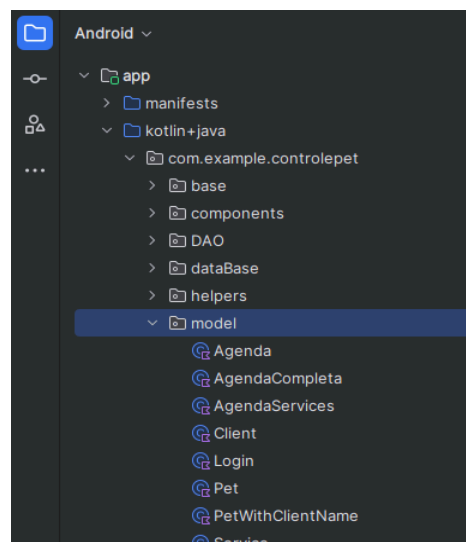 Android
app
manifests
kotlin+java
com.example.controlepet
base
components
DAO
dataBase
helpers
model
Agenda
AgendaCompleta
AgendaServices
Client
Login
Pet
PetWithClientName
Service